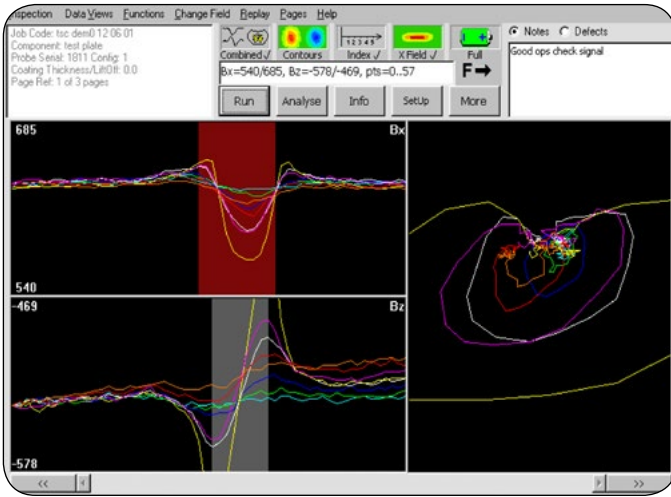 nspection Data Views Functions Change Field Replay Pages Help
Job Code: tsc dem0 12 06 01
Component: test plate
Probe Serial: 1811 Config: 1
Coating Thickness/LiftOff: 0.0
Page Ref: 1 of 3 pages
Combined √ Contours Index √ X Field √ Full
12345
Bx=540/685, Bz=-578/-469, pts=0..57
F
Run Analyse Info SetUp More
Notes Defects
Good ops check signal
685 Bx
540
-469 Bz
-578
<< < > >>